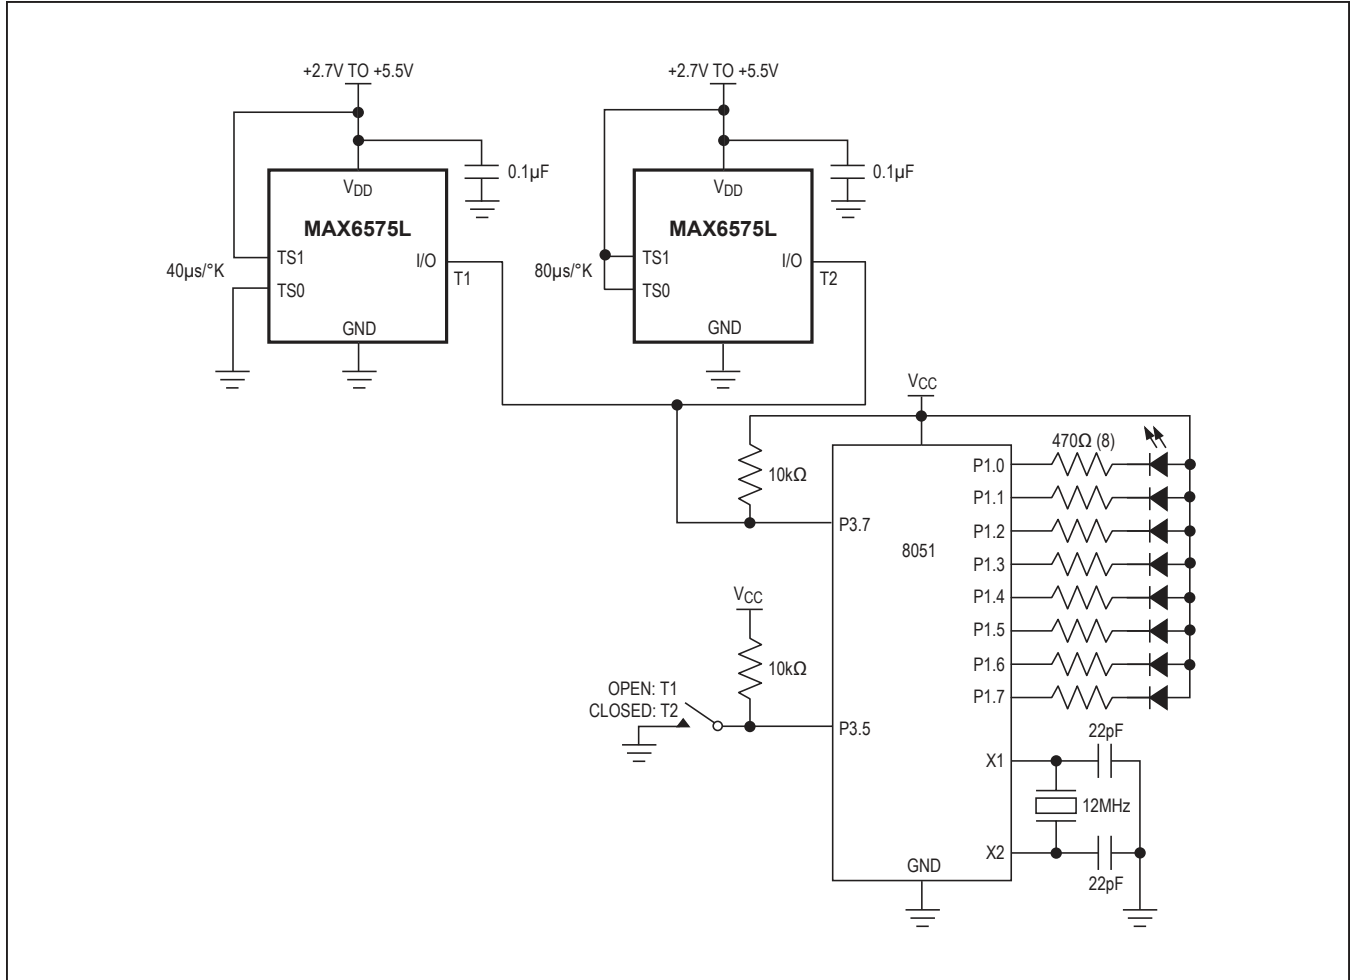 +2.7V TO +5.5V
0.1µF
VDD
MAX6575L
TS1
I/O
40µs/°K
TS0
T1
GND
+2.7V TO +5.5V
0.1µF
VDD
MAX6575L
TS1
I/O
80µs/°K
TS0
T2
GND
VCC
470Ω (8)
P1.0
10kΩ
P1.1
P3.7
P1.2
8051
P1.3
VCC
P1.4
P1.5
10kΩ
P1.6
OPEN: T1
P1.7
CLOSED: T2
P3.5
22pF
X1
12MHz
X2
GND
22pF